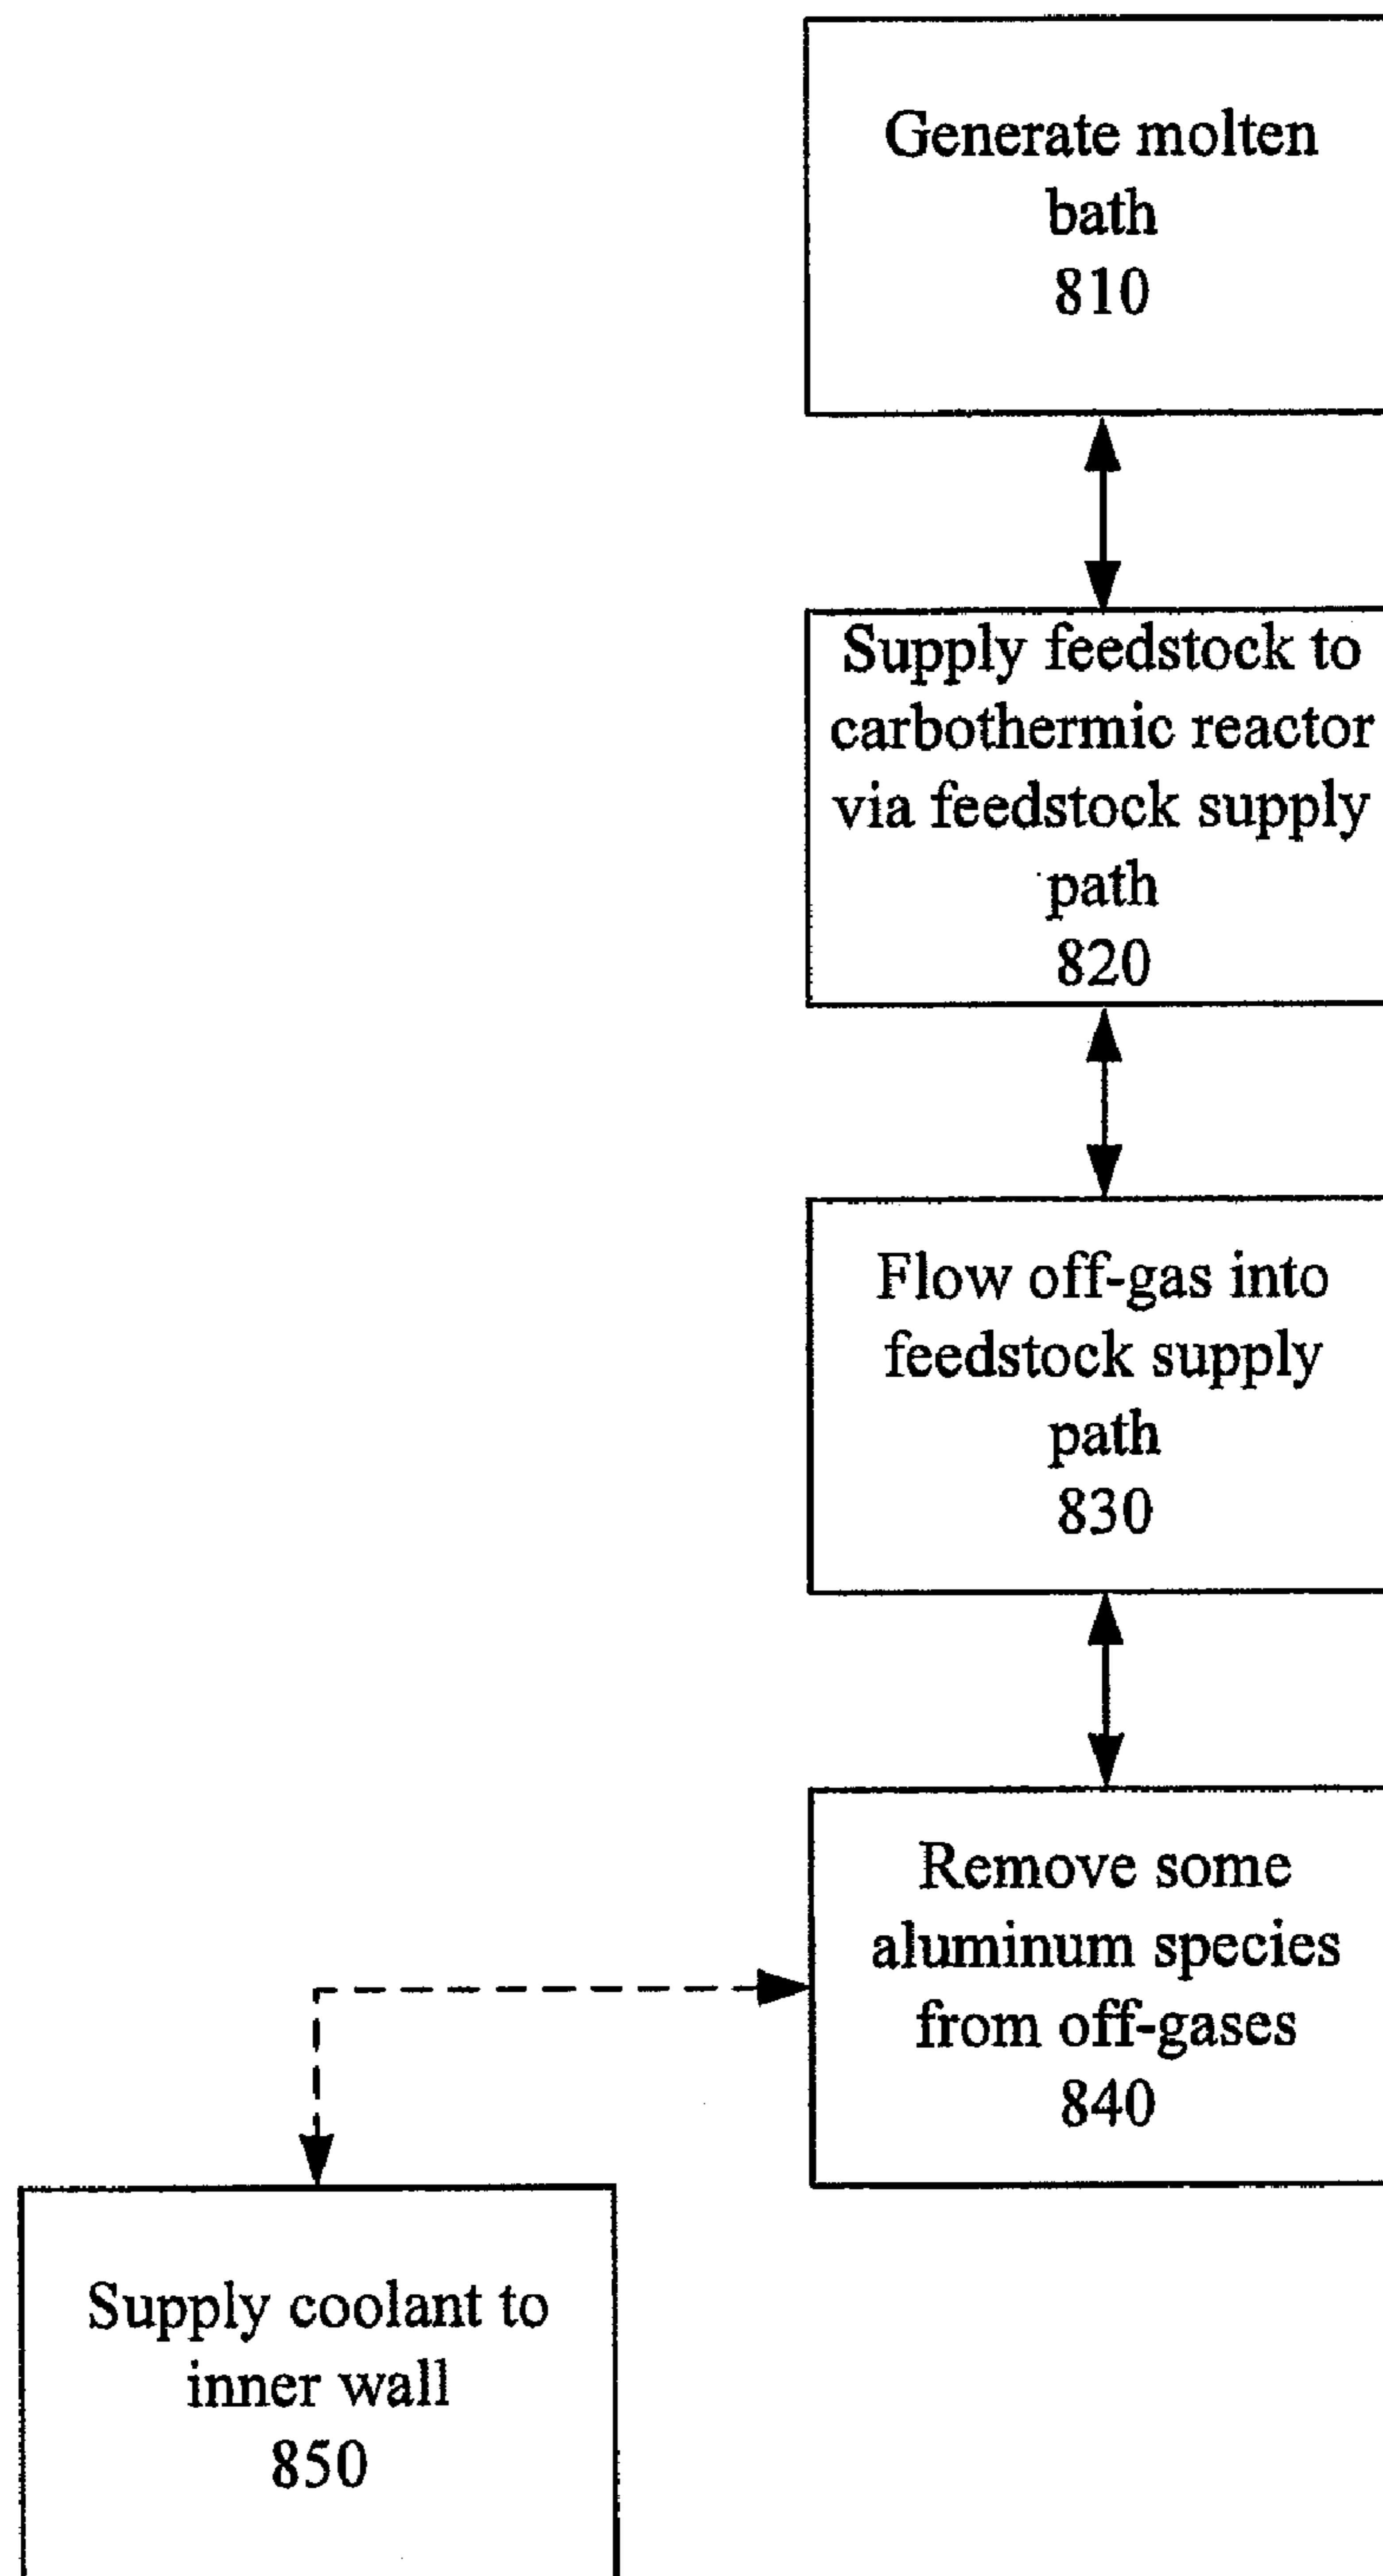 Generate molten
bath
810
Supply feedstock to
carbothermic reactor
via feedstock supply
path
820
Flow off-gas into
feedstock supply
path
830
Remove some
aluminum species
from off-gases
840
Supply coolant to
inner wall
850